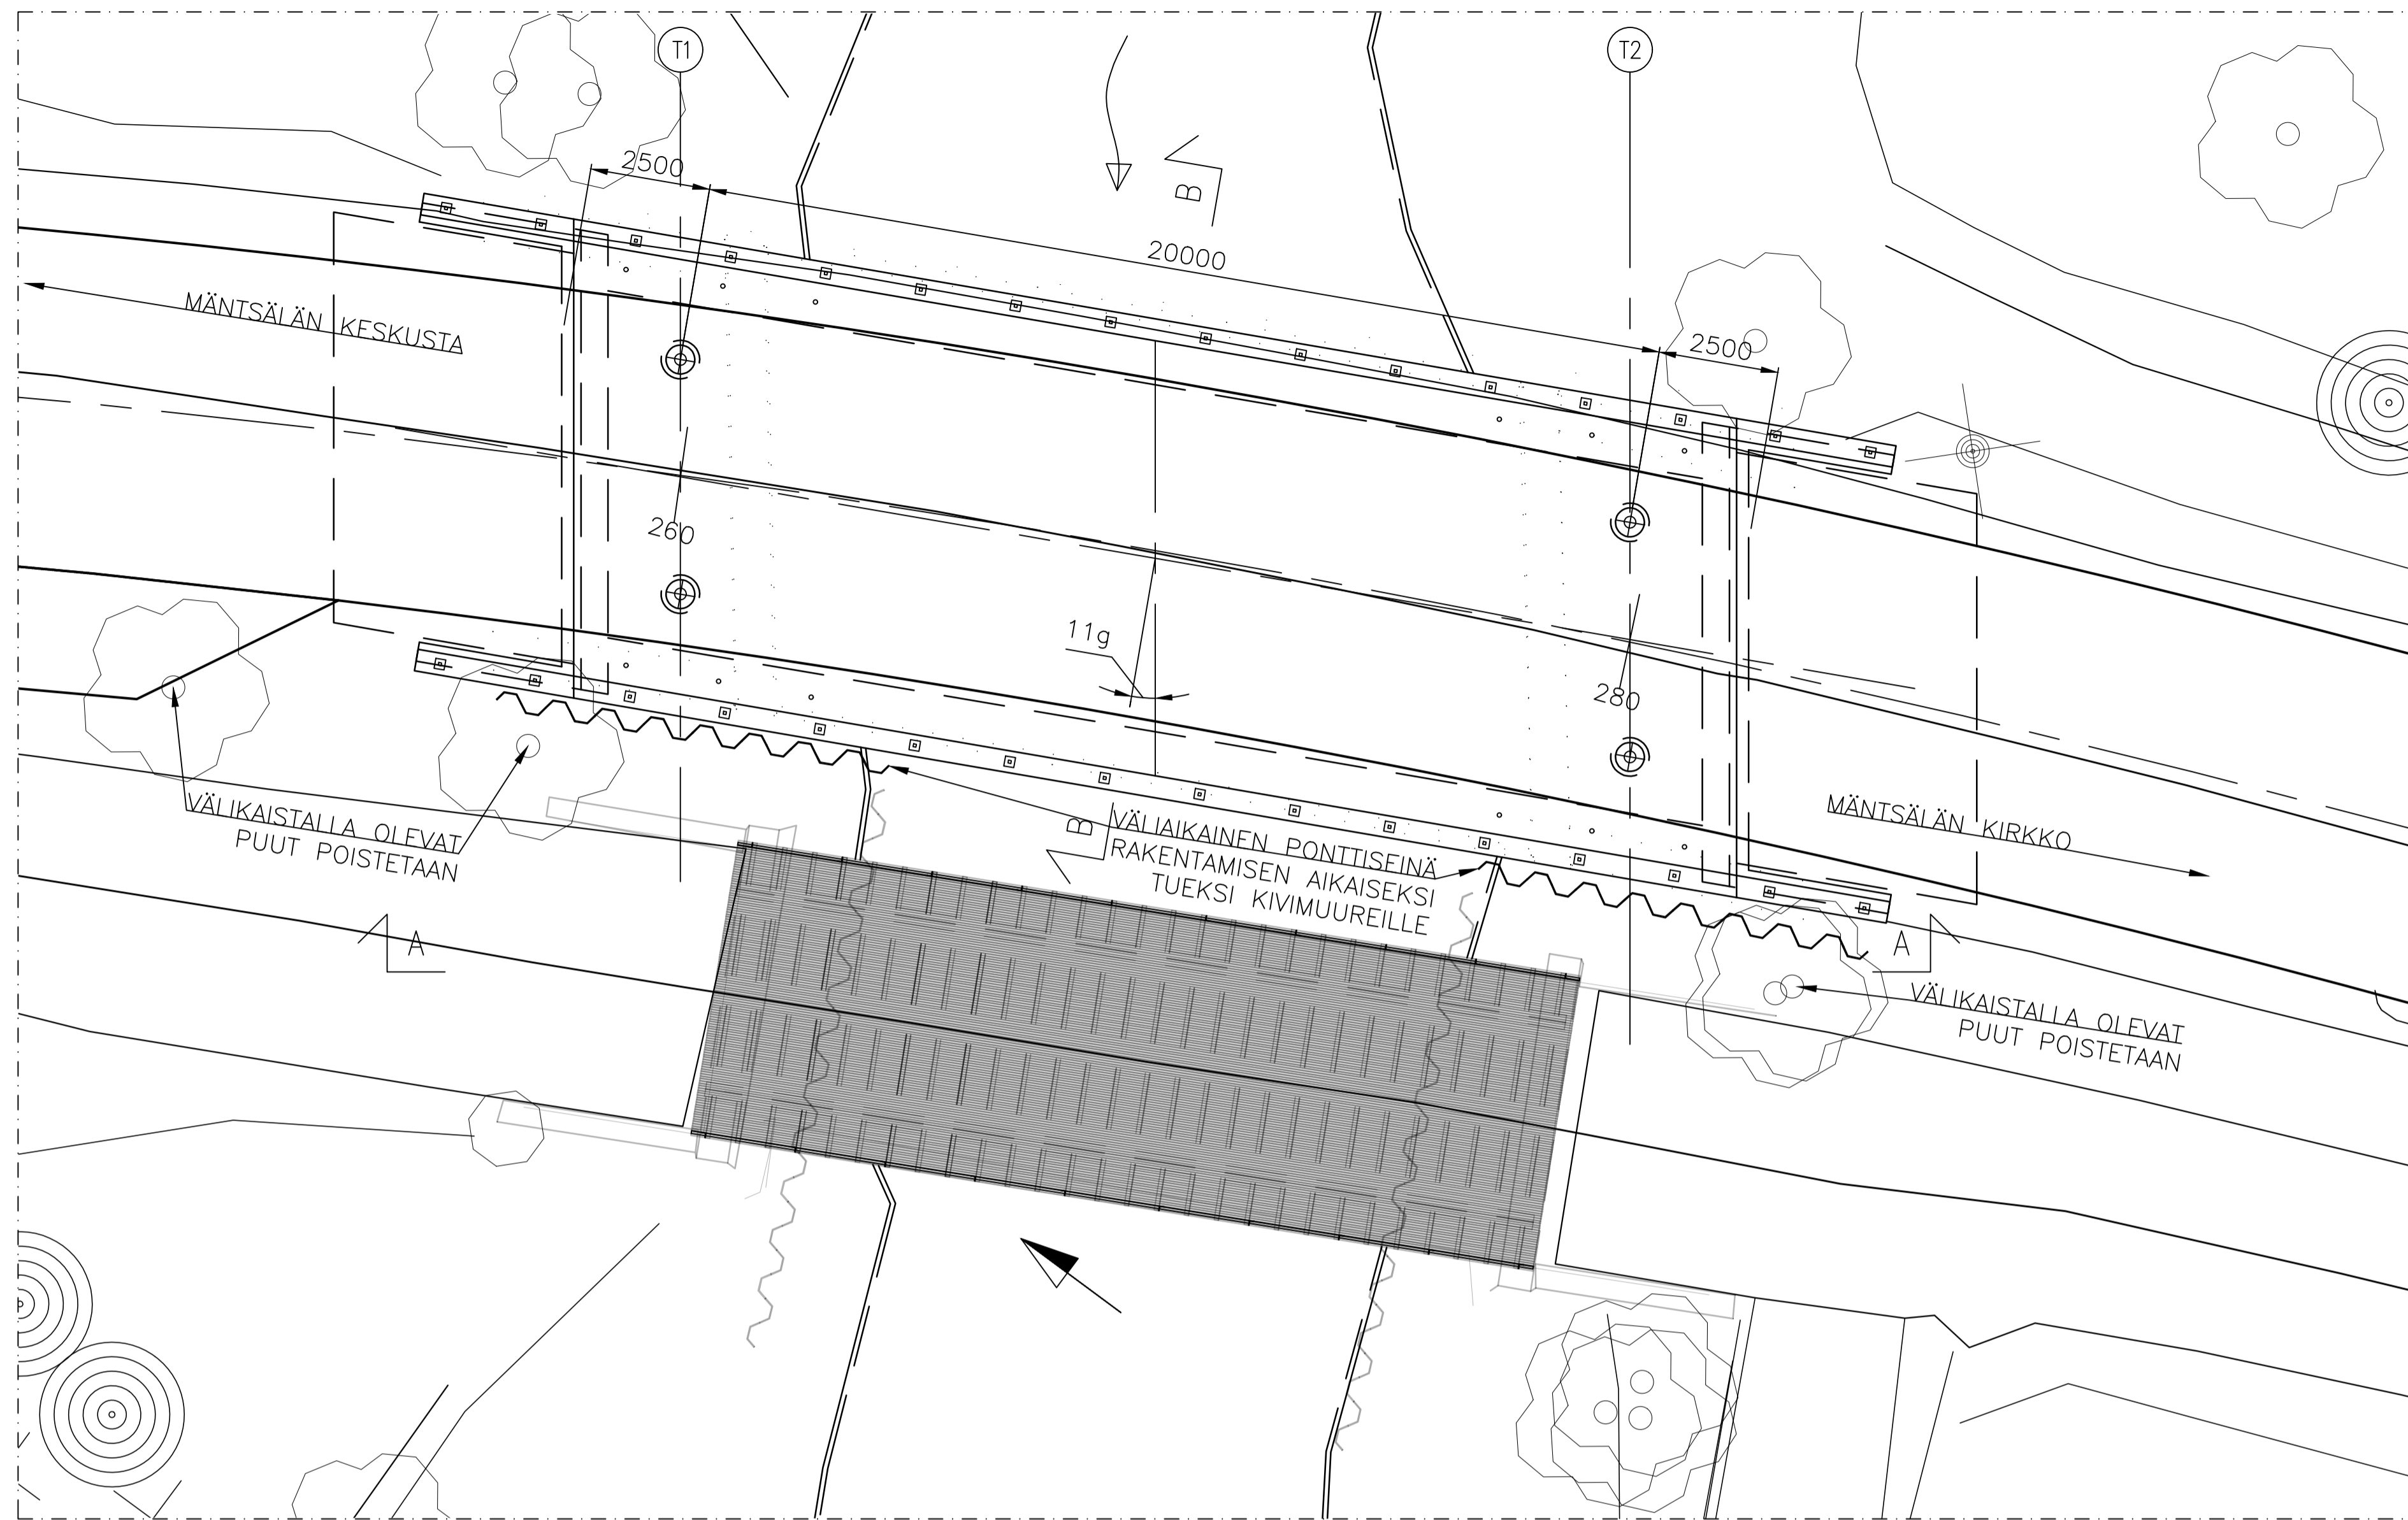 T1
T2
2500
B
20000
2500
MÄNTSÄLÄN KESKUSTA
260
11g
280
MÄNTSÄLÄN KIRKKO
VÄLIKAISTALLA OLEVAT
PUUT POISTETAAN
B
VÄLIAIKAINEN PONTTISEINÄ
RAKENTAMISEN AIKAISEKSI
TUEKSI KIVIMUUREILLE
A
A
VÄLIKAISTALLA OLEVAT
PUUT POISTETAAN